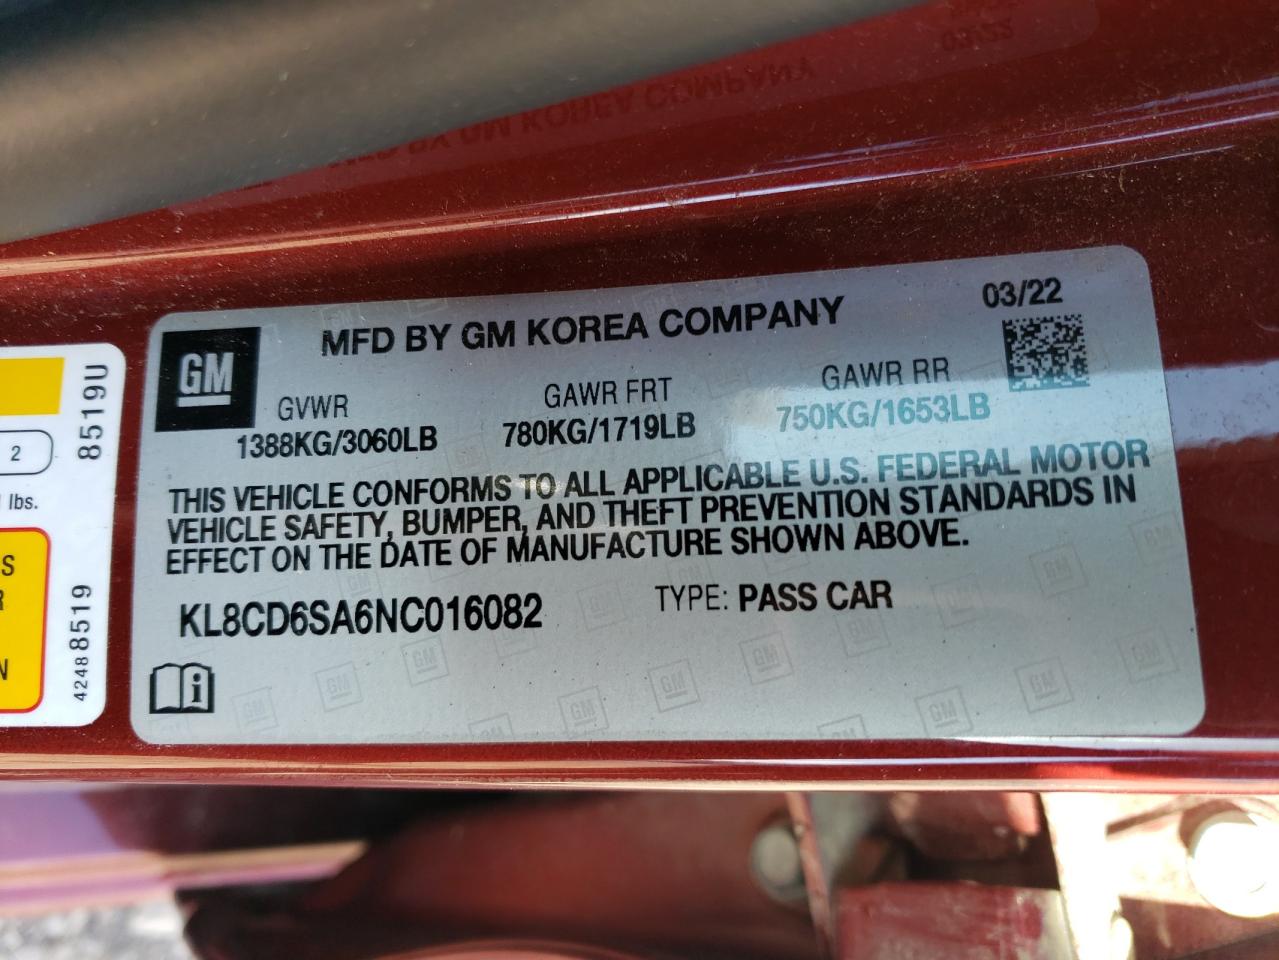 MFD BY GM KOREA COMPANY
03/22
GM
GVWR
GAWR FRT
GAWR RR
1388KG/3060LB
780KG/1719LB
750KG/1653LB
THIS VEHICLE CONFORMS TO ALL APPLICABLE U.S. FEDERAL MOTOR
VEHICLE SAFETY, BUMPER, AND THEFT PREVENTION STANDARDS IN
EFFECT ON THE DATE OF MANUFACTURE SHOWN ABOVE.
KL8CD6SA6NC016082
TYPE: PASS CAR
i
8519U
42488519
2
lbs.
S
R
N